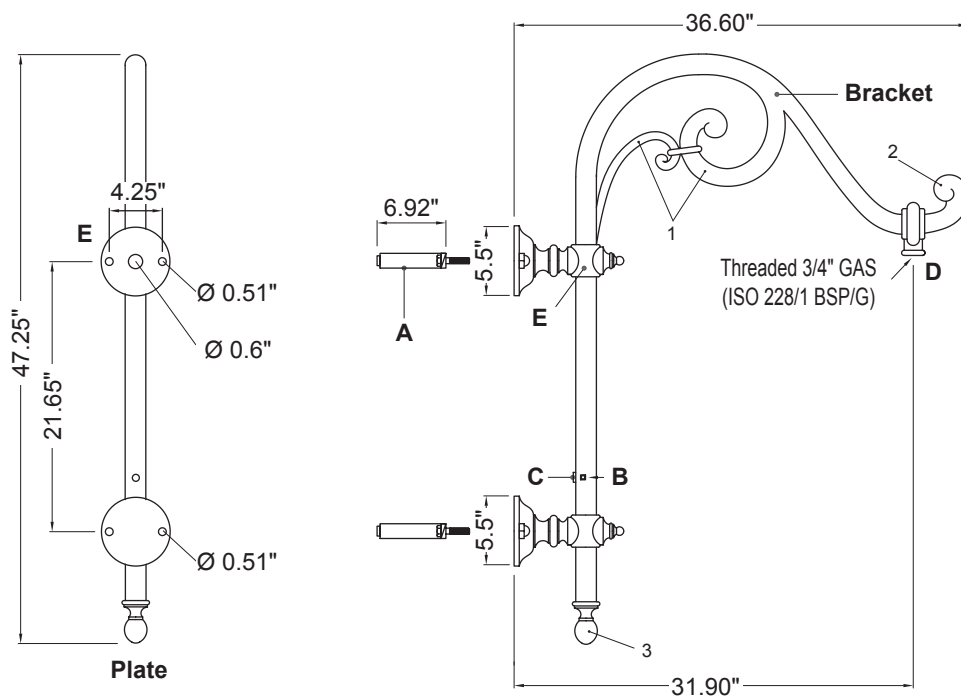 36.60"
Bracket
4.25"
E
47.25"
6.92"
A
5.5"
E
1
2
Threaded 3/4" GAS
(ISO 228/1 BSP/G)
D
Ø 0.51"
Ø 0.6"
21.65"
C
B
5.5"
Ø 0.51"
3
Plate
31.90"